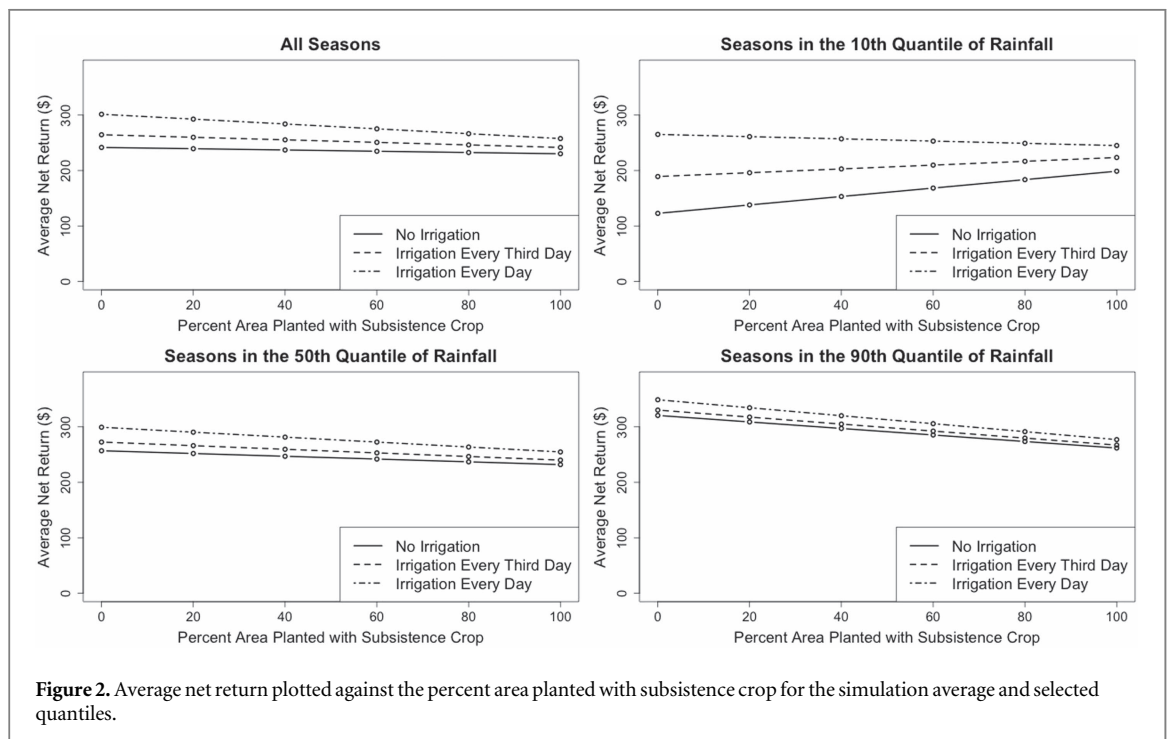 All Seasons
Average Net Return ($)
300
200
100
0
0 20 40 60 80 100
Percent Area Planted with Subsistence Crop
No Irrigation
Irrigation Every Third Day
Irrigation Every Day
Seasons in the 10th Quantile of Rainfall
Average Net Return ($)
300
200
100
0
0 20 40 60 80 100
Percent Area Planted with Subsistence Crop
No Irrigation
Irrigation Every Third Day
Irrigation Every Day
Seasons in the 50th Quantile of Rainfall
Average Net Return ($)
300
200
100
0
0 20 40 60 80 100
Percent Area Planted with Subsistence Crop
No Irrigation
Irrigation Every Third Day
Irrigation Every Day
Seasons in the 90th Quantile of Rainfall
Average Net Return ($)
300
200
100
0
0 20 40 60 80 100
Percent Area Planted with Subsistence Crop
No Irrigation
Irrigation Every Third Day
Irrigation Every Day
Figure 2. Average net return plotted against the percent area planted with subsistence crop for the simulation average and selected
quantiles.